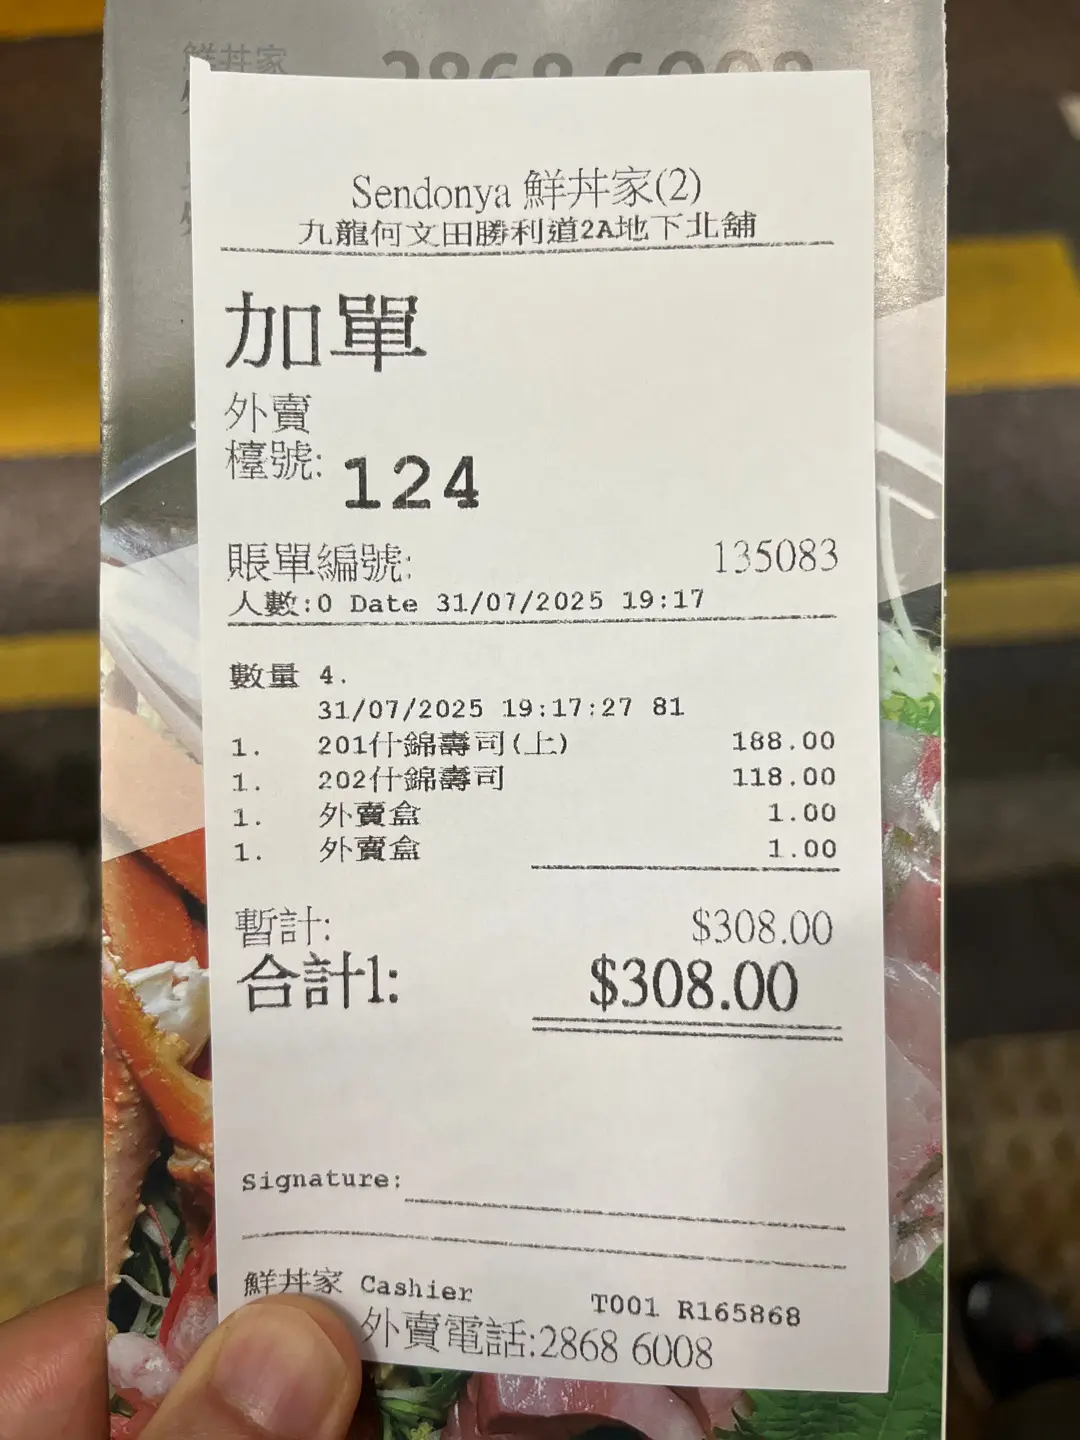 鮮丼家
2868 6008
Sendonya 鮮丼家(2)
九龍何文田勝利道2A地下北舖
加單
外賣
檯號: 124
賬單編號: 135083
人數:0 Date 31/07/2025 19:17
數量 4.
31/07/2025 19:17:27 81
1. 201什錦壽司(上) 188.00
1. 202什錦壽司 118.00
1. 外賣盒 1.00
1. 外賣盒 1.00
暫計: $308.00
合計1: $308.00
Signature:
鮮丼家 Cashier T001 R165868
外賣電話:2868 6008